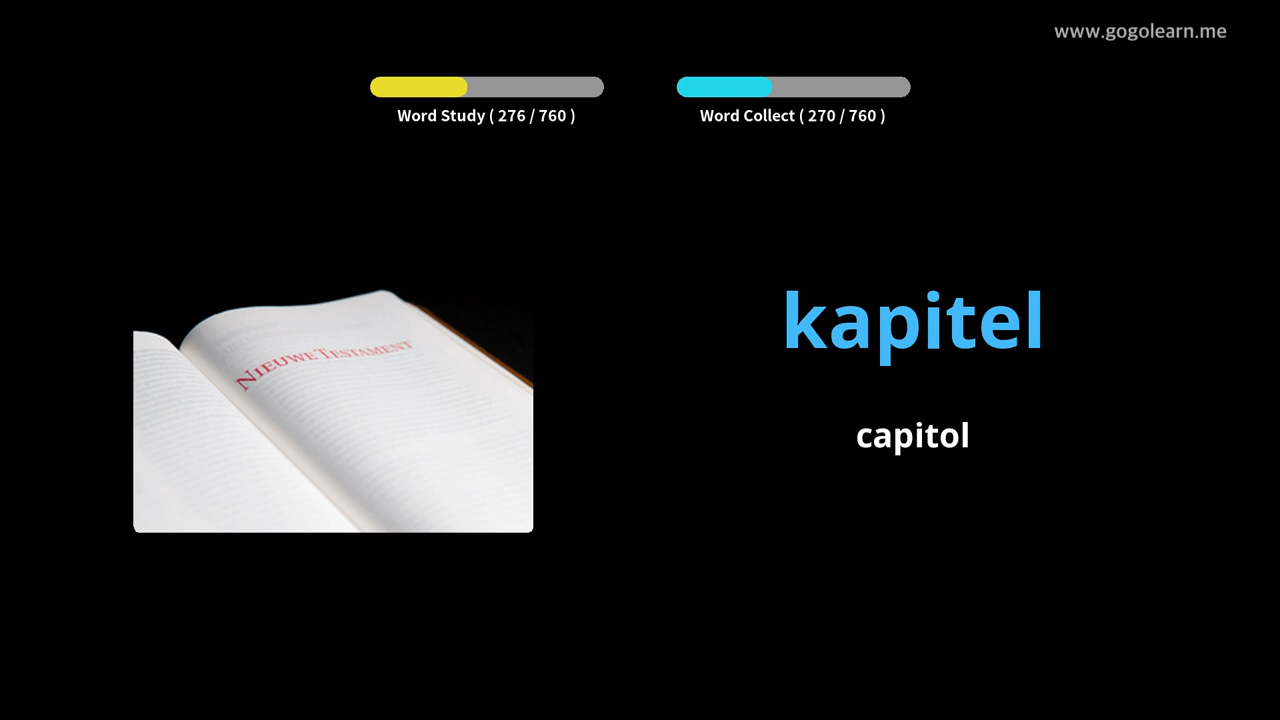 www.gogolearn.me
Word Study ( 276 / 760 )
Word Collect ( 270 / 760 )
kapitel
NIEUWE TESTAMENT
capitol